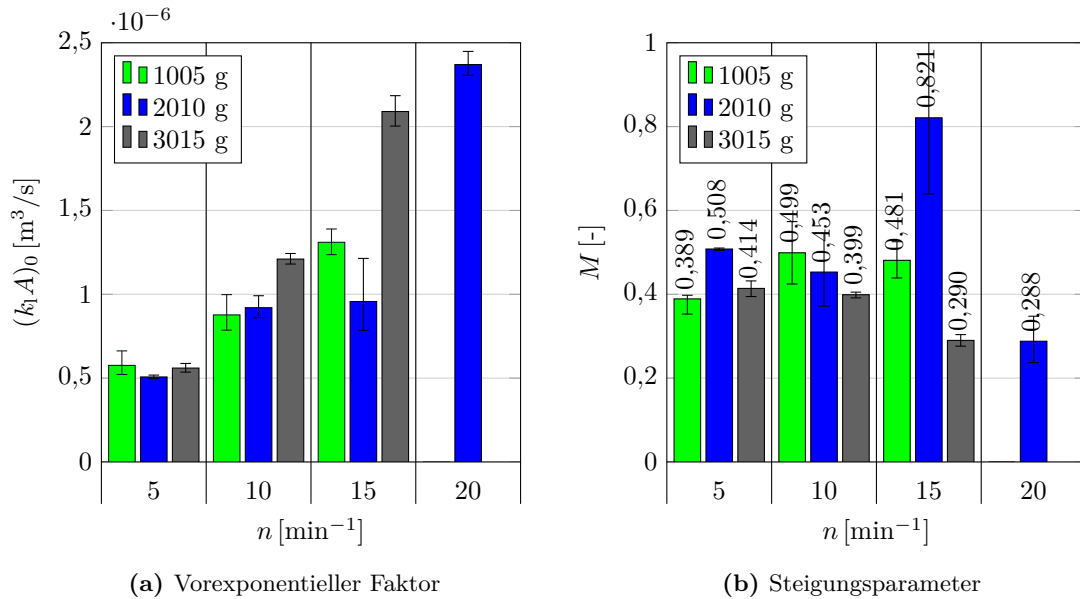 ·10⁻⁶
2,5
2
1,5
1
0,5
0
(k₁A)₀ [m³/s]
1005 g
2010 g
3015 g
5 10 15 20
n [min⁻¹]
(a) Vorexponentieller Faktor
1
0,8
0,6
0,4
0,2
0
M [-]
1005 g
2010 g
3015 g
0,389
0,508
0,414
0,499
0,453
0,399
0,481
0,821
0,290
0,288
5 10 15 20
n [min⁻¹]
(b) Steigungsparameter